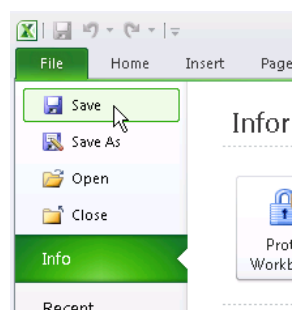 File Home Insert Page
Save
Save As
Open
Close
Info
Recent
Infor
Prot
Workb